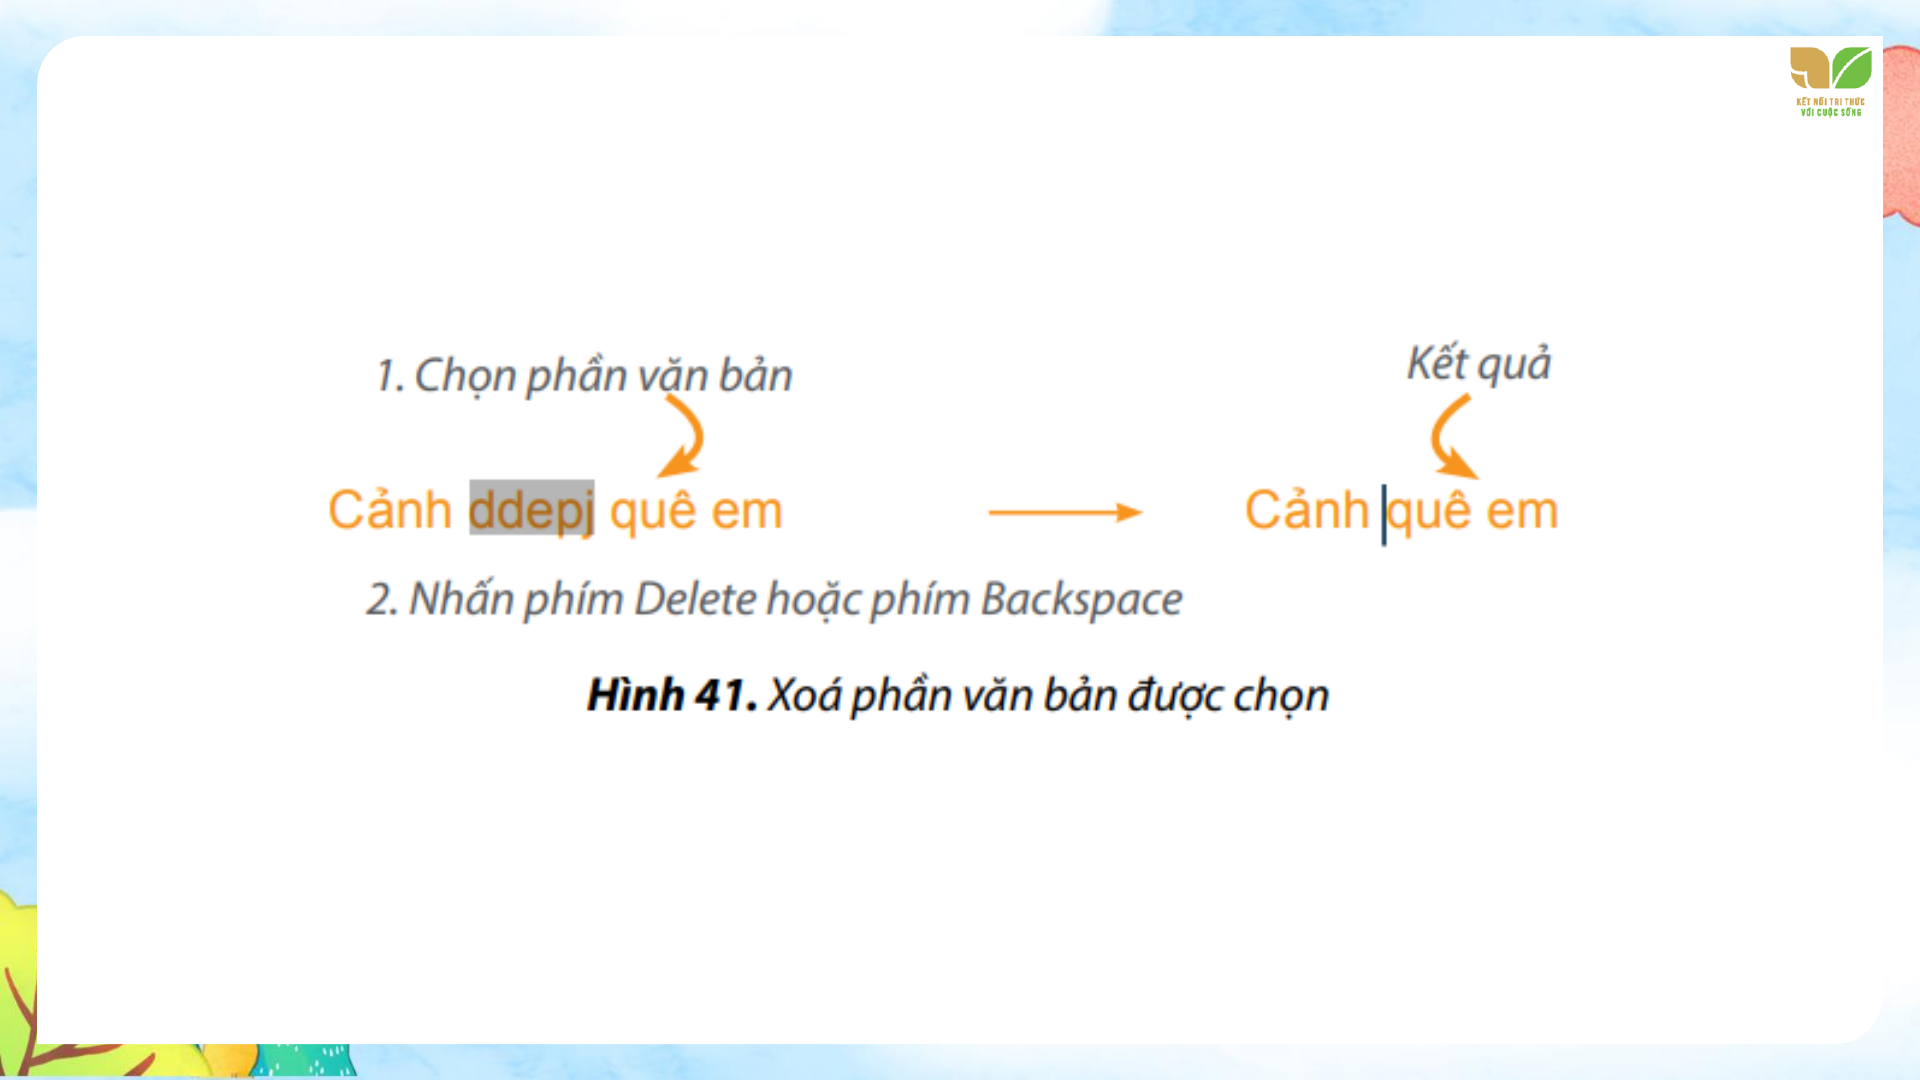 KẾT NỐI TRI THỨC
VỚI CUỘC SỐNG
1. Chọn phần văn bản
Kết quả
Cảnh ddepj quê em
Cảnh quê em
2. Nhấn phím Delete hoặc phím Backspace
Hình 41. Xoá phần văn bản được chọn